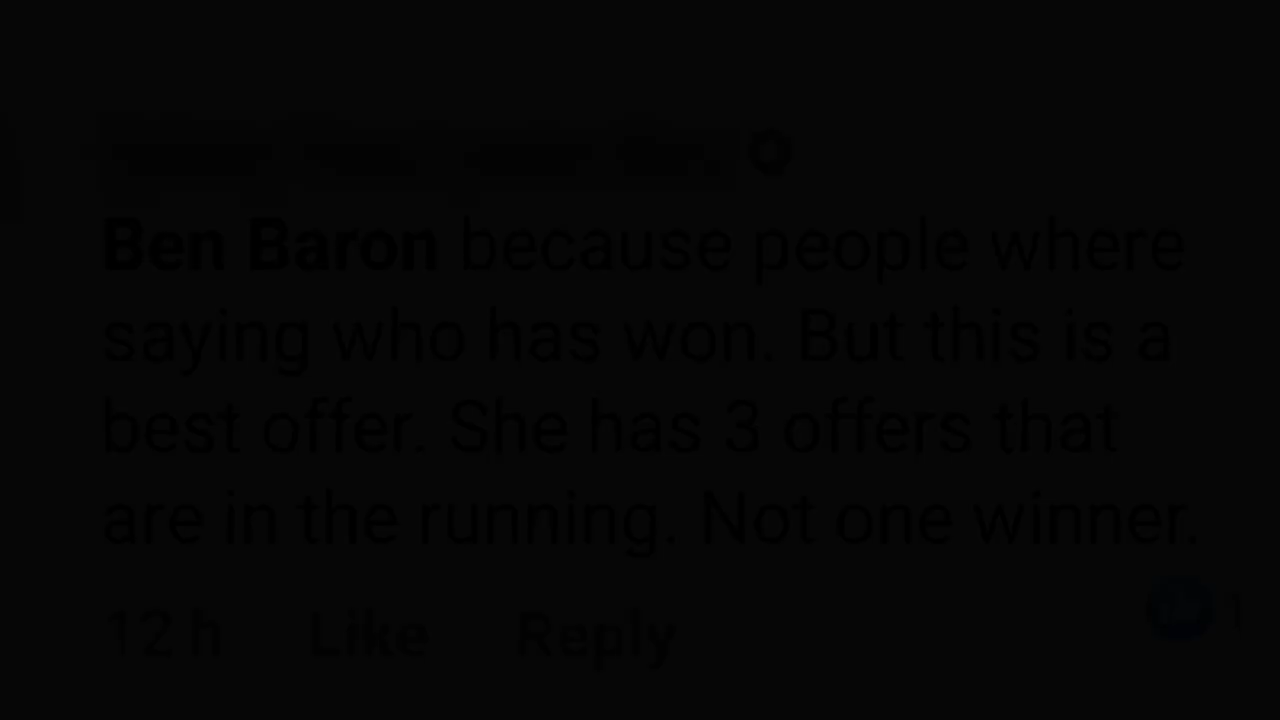 Ben Baron because people where
saying who has won. But this is a
best offer. She has 3 offers that
are in the running. Not one winner.
12 h Like Reply 1